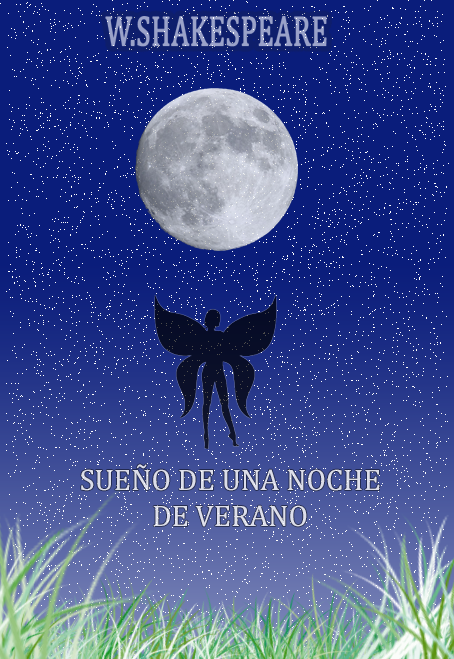 W.SHAKESPEARE
SUEÑO DE UNA NOCHE
DE VERANO